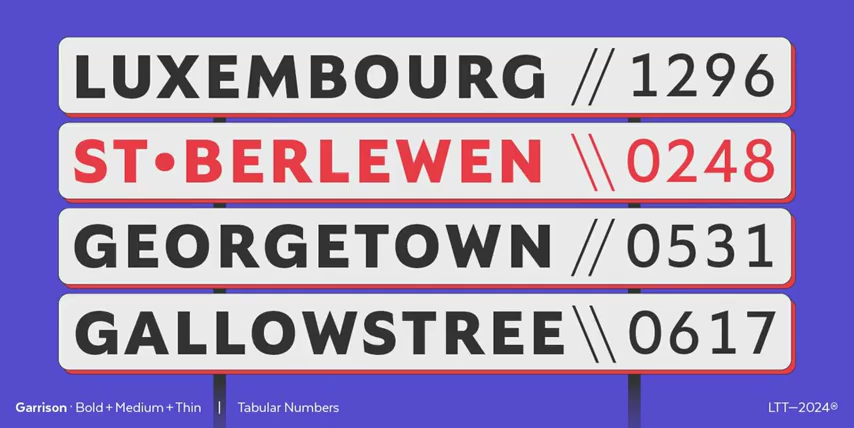 LUXEMBOURG // 1296
ST•BERLEWEN \\ 0248
GEORGETOWN // 0531
GALLOWSTREE \\ 0617
Garrison · Bold + Medium + Thin | Tabular Numbers LTT—2024®